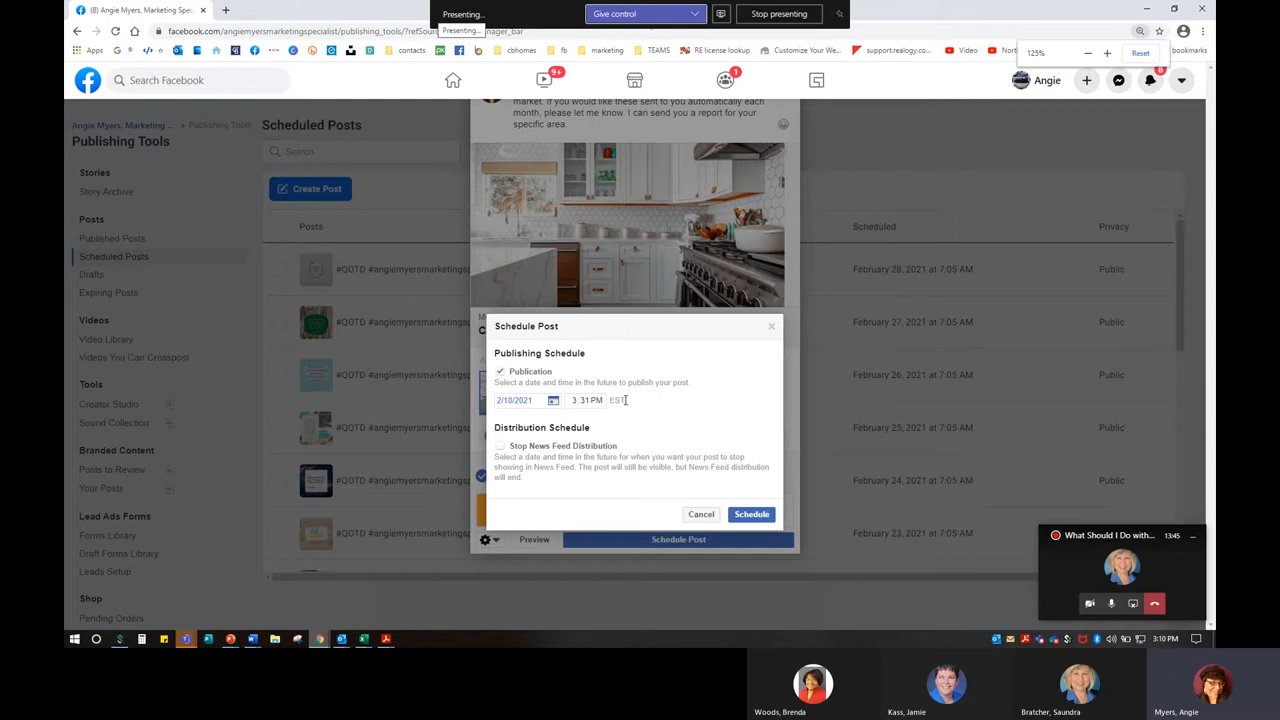 Presenting...
Give control
Stop presenting
(8) Angie Myers, Marketing Spec
Presenting...
facebook.com/angiemyersmarketingspecialist/publishing_tools/?refSour
nager_bar
Apps
contacts
cbhomes
fb
marketing
TEAMS
RE license lookup
Customize Your We...
support.realogy.co...
Video
Nort
bookmarks
125%
Reset
Search Facebook
9+
1
Angie
8
Angie Myers, Marketing ... > Publishing Tools
Publishing Tools
Stories
Story Archive
Posts
Published Posts
Scheduled Posts
Drafts
Expiring Posts
Videos
Video Library
Videos You Can Crosspost
Tools
Creator Studio
Sound Collection
Branded Content
Posts to Review
Your Posts
Lead Ads Forms
Forms Library
Draft Forms Library
Leads Setup
Shop
Pending Orders
Scheduled Posts
Search
Create Post
Posts
Scheduled
Privacy
#QOTD #angiemyersmarketingsp
February 28, 2021 at 7:05 AM
Public
#QOTD #angiemyersmarketingsp
February 27, 2021 at 7:05 AM
Public
#QOTD #angiemyersmarketingsp
February 26, 2021 at 7:05 AM
Public
#QOTD #angiemyersmarketingsp
February 25, 2021 at 7:05 AM
Public
#QOTD #angiemyersmarketingsp
February 24, 2021 at 7:05 AM
Public
#QOTD #angiemyersmarketingsp
February 23, 2021 at 7:05 AM
Public
market. If you would like these sent to you automatically each
month, please let me know. I can send you a report for your
specific area.
Schedule Post
Publishing Schedule
Publication
Select a date and time in the future to publish your post.
2/18/2021
3:31 PM
EST
Distribution Schedule
Stop News Feed Distribution
Select a date and time in the future for when you want your post to stop
showing in News Feed. The post will still be visible, but News Feed distribution
will end.
Cancel
Schedule
Preview
Schedule Post
What Should I Do with...
13:45
3:10 PM
Woods, Brenda
Kass, Jamie
Bratcher, Saundra
Myers, Angie